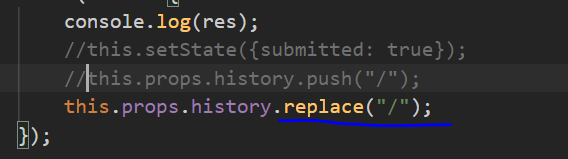 console.log(res);
//this.setState({submitted: true});
//this.props.history.push("/");
this.props.history.replace("/");
});